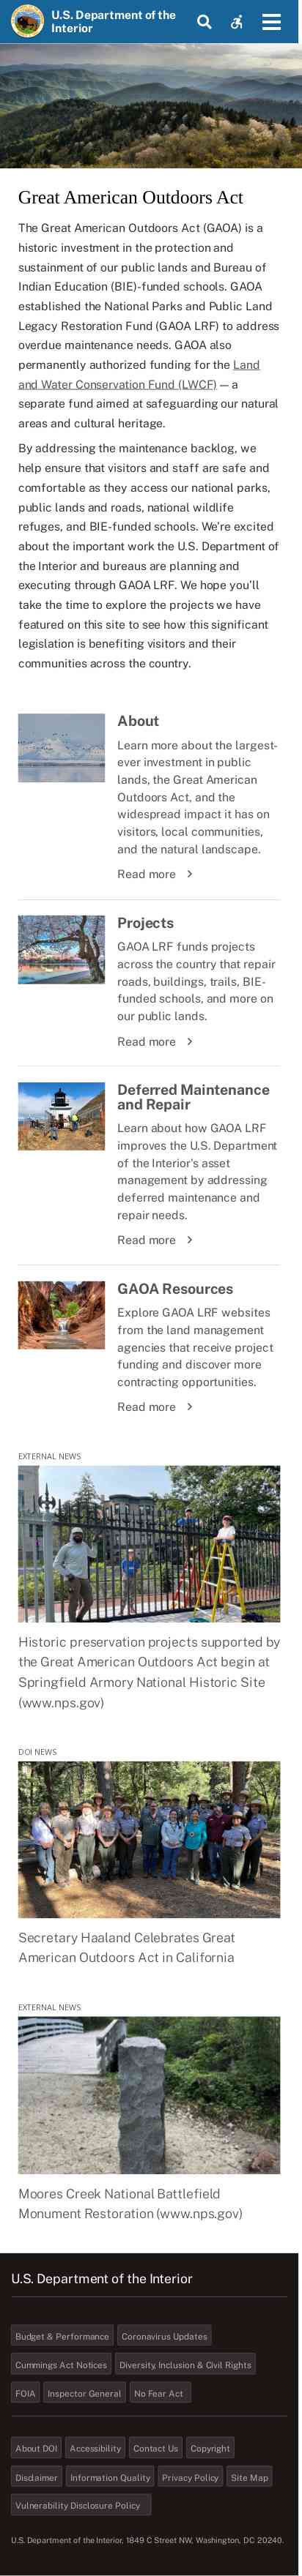 U.S. Department of the
Interior
Great American Outdoors Act
The Great American Outdoors Act (GAOA) is a
historic investment in the protection and
sustainment of our public lands and Bureau of
Indian Education (BIE)-funded schools. GAOA
established the National Parks and Public Land
Legacy Restoration Fund (GAOA LRF) to address
overdue maintenance needs. GAOA also
permanently authorized funding for the Land
and Water Conservation Fund (LWCF) — a
separate fund aimed at safeguarding our natural
areas and cultural heritage.
By addressing the maintenance backlog, we
help ensure that visitors and staff are safe and
comfortable as they access our national parks,
public lands and roads, national wildlife
refuges, and BIE-funded schools. We're excited
about the important work the U.S. Department of
the Interior and bureaus are planning and
executing through GAOA LRF. We hope you'll
take the time to explore the projects we have
featured on this site to see how this significant
legislation is benefiting visitors and their
communities across the country.
About
Learn more about the largest-
ever investment in public
lands, the Great American
Outdoors Act, and the
widespread impact it has on
visitors, local communities,
and the natural landscape.
Read more
Projects
GAOA LRF funds projects
across the country that repair
roads, buildings, trails, BIE-
funded schools, and more on
our public lands.
Read more
Deferred Maintenance
and Repair
Learn about how GAOA LRF
improves the U.S. Department
of the Interior's asset
management by addressing
deferred maintenance and
repair needs.
Read more
GAOA Resources
Explore GAOA LRF websites
from the land management
agencies that receive project
funding and discover more
contracting opportunities.
Read more
EXTERNAL NEWS
Historic preservation projects supported by
the Great American Outdoors Act begin at
Springfield Armory National Historic Site
(www.nps.gov)
DOI NEWS
Secretary Haaland Celebrates Great
American Outdoors Act in California
EXTERNAL NEWS
Moores Creek National Battlefield
Monument Restoration (www.nps.gov)
U.S. Department of the Interior
Budget & Performance Coronavirus Updates
Cummings Act Notices Diversity, Inclusion & Civil Rights
FOIA Inspector General No Fear Act
About DOI Accessibility Contact Us Copyright
Disclaimer Information Quality Privacy Policy Site Map
Vulnerability Disclosure Policy
U.S. Department of the Interior, 1849 C Street NW, Washington, DC 20240.